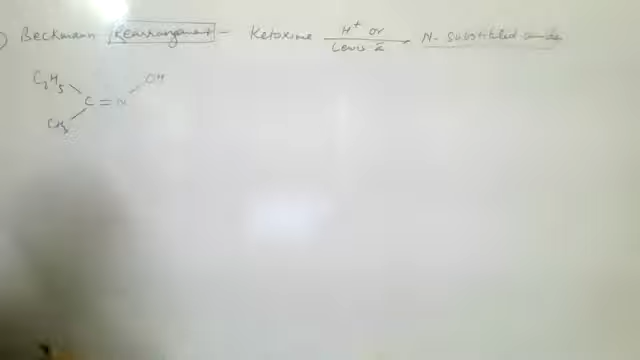 Beckmann Rearrangement - Ketoxime H⁺ or N-substituted amide
Lewis
C₂H₅ OH
C = N
CH₃